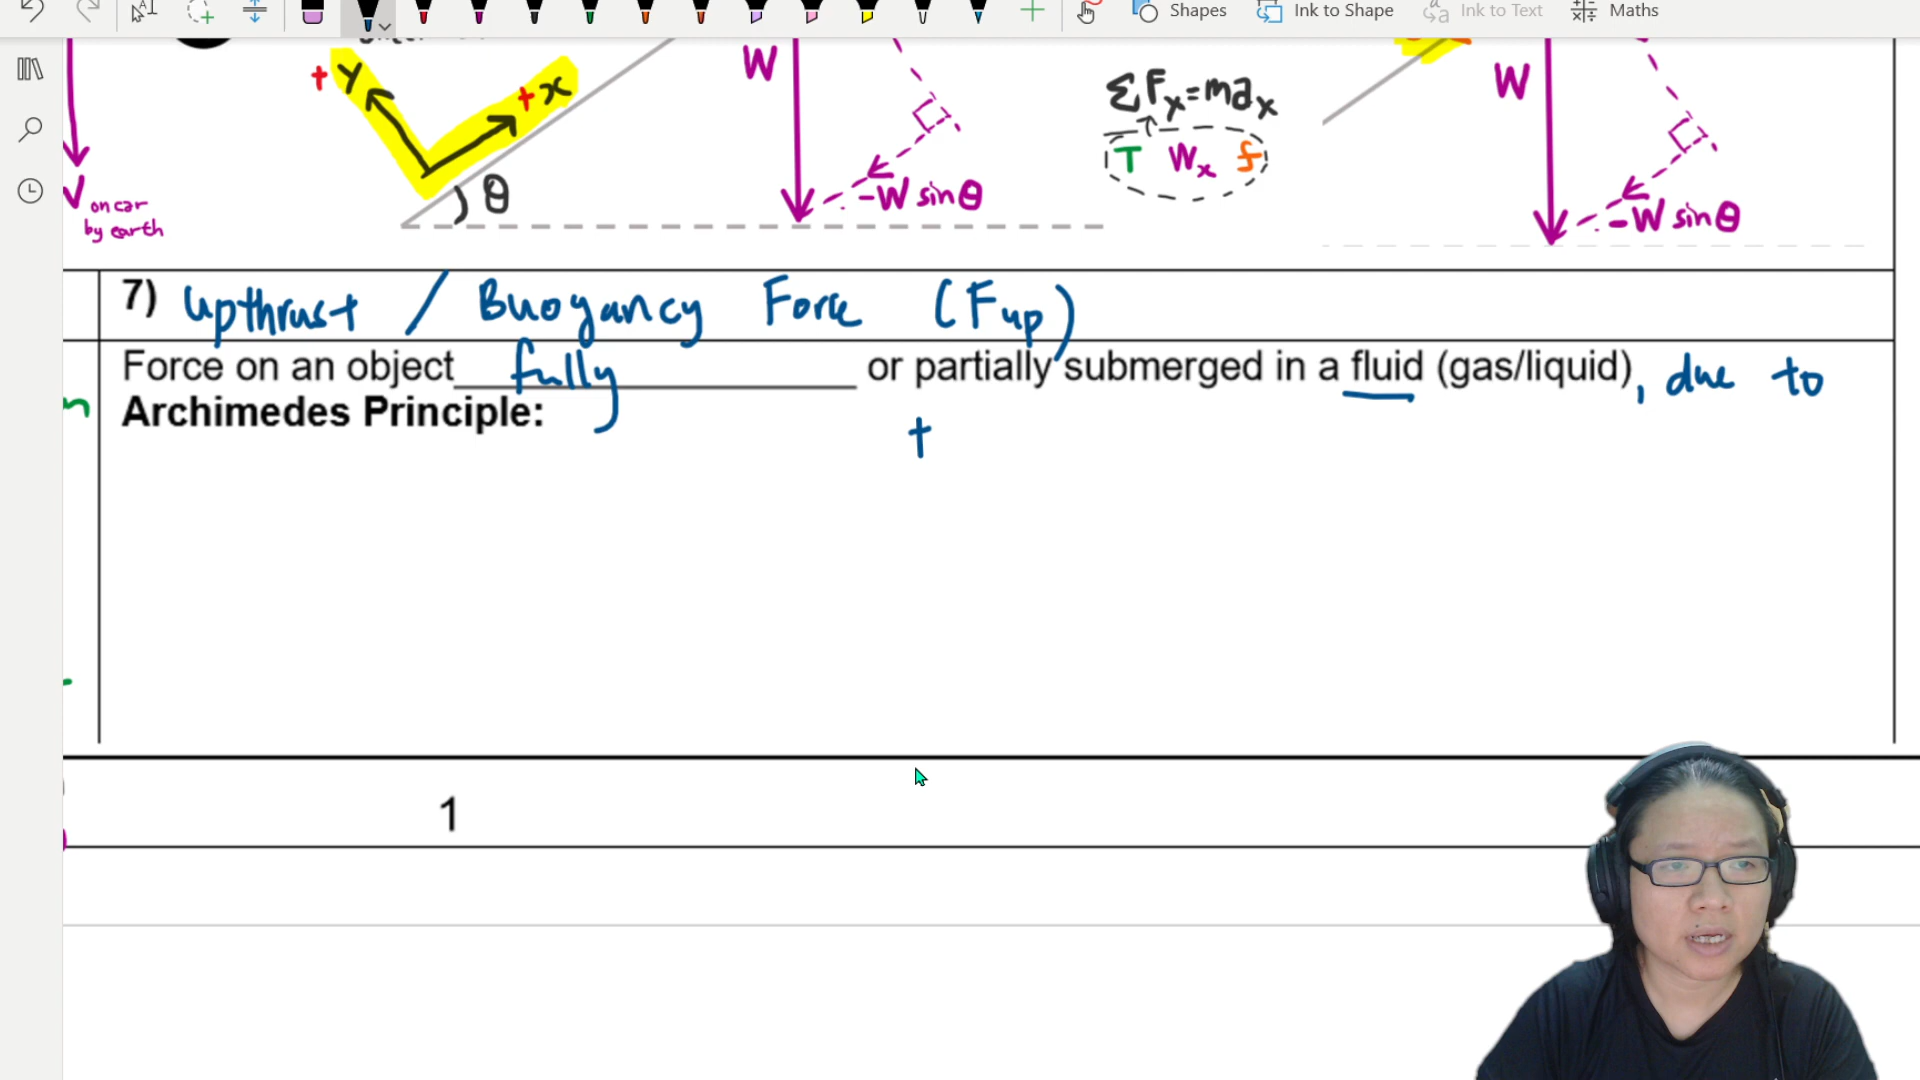 Shapes Ink to Shape Ink to Text Maths
+y +x θ
W
-W sinθ
on car
by earth
ΣFx=max
T Wx f
W
-W sinθ
7) Upthrust / Buoyancy Force (Fup)
Force on an object fully or partially submerged in a fluid (gas/liquid), due to
Archimedes Principle:
t
1